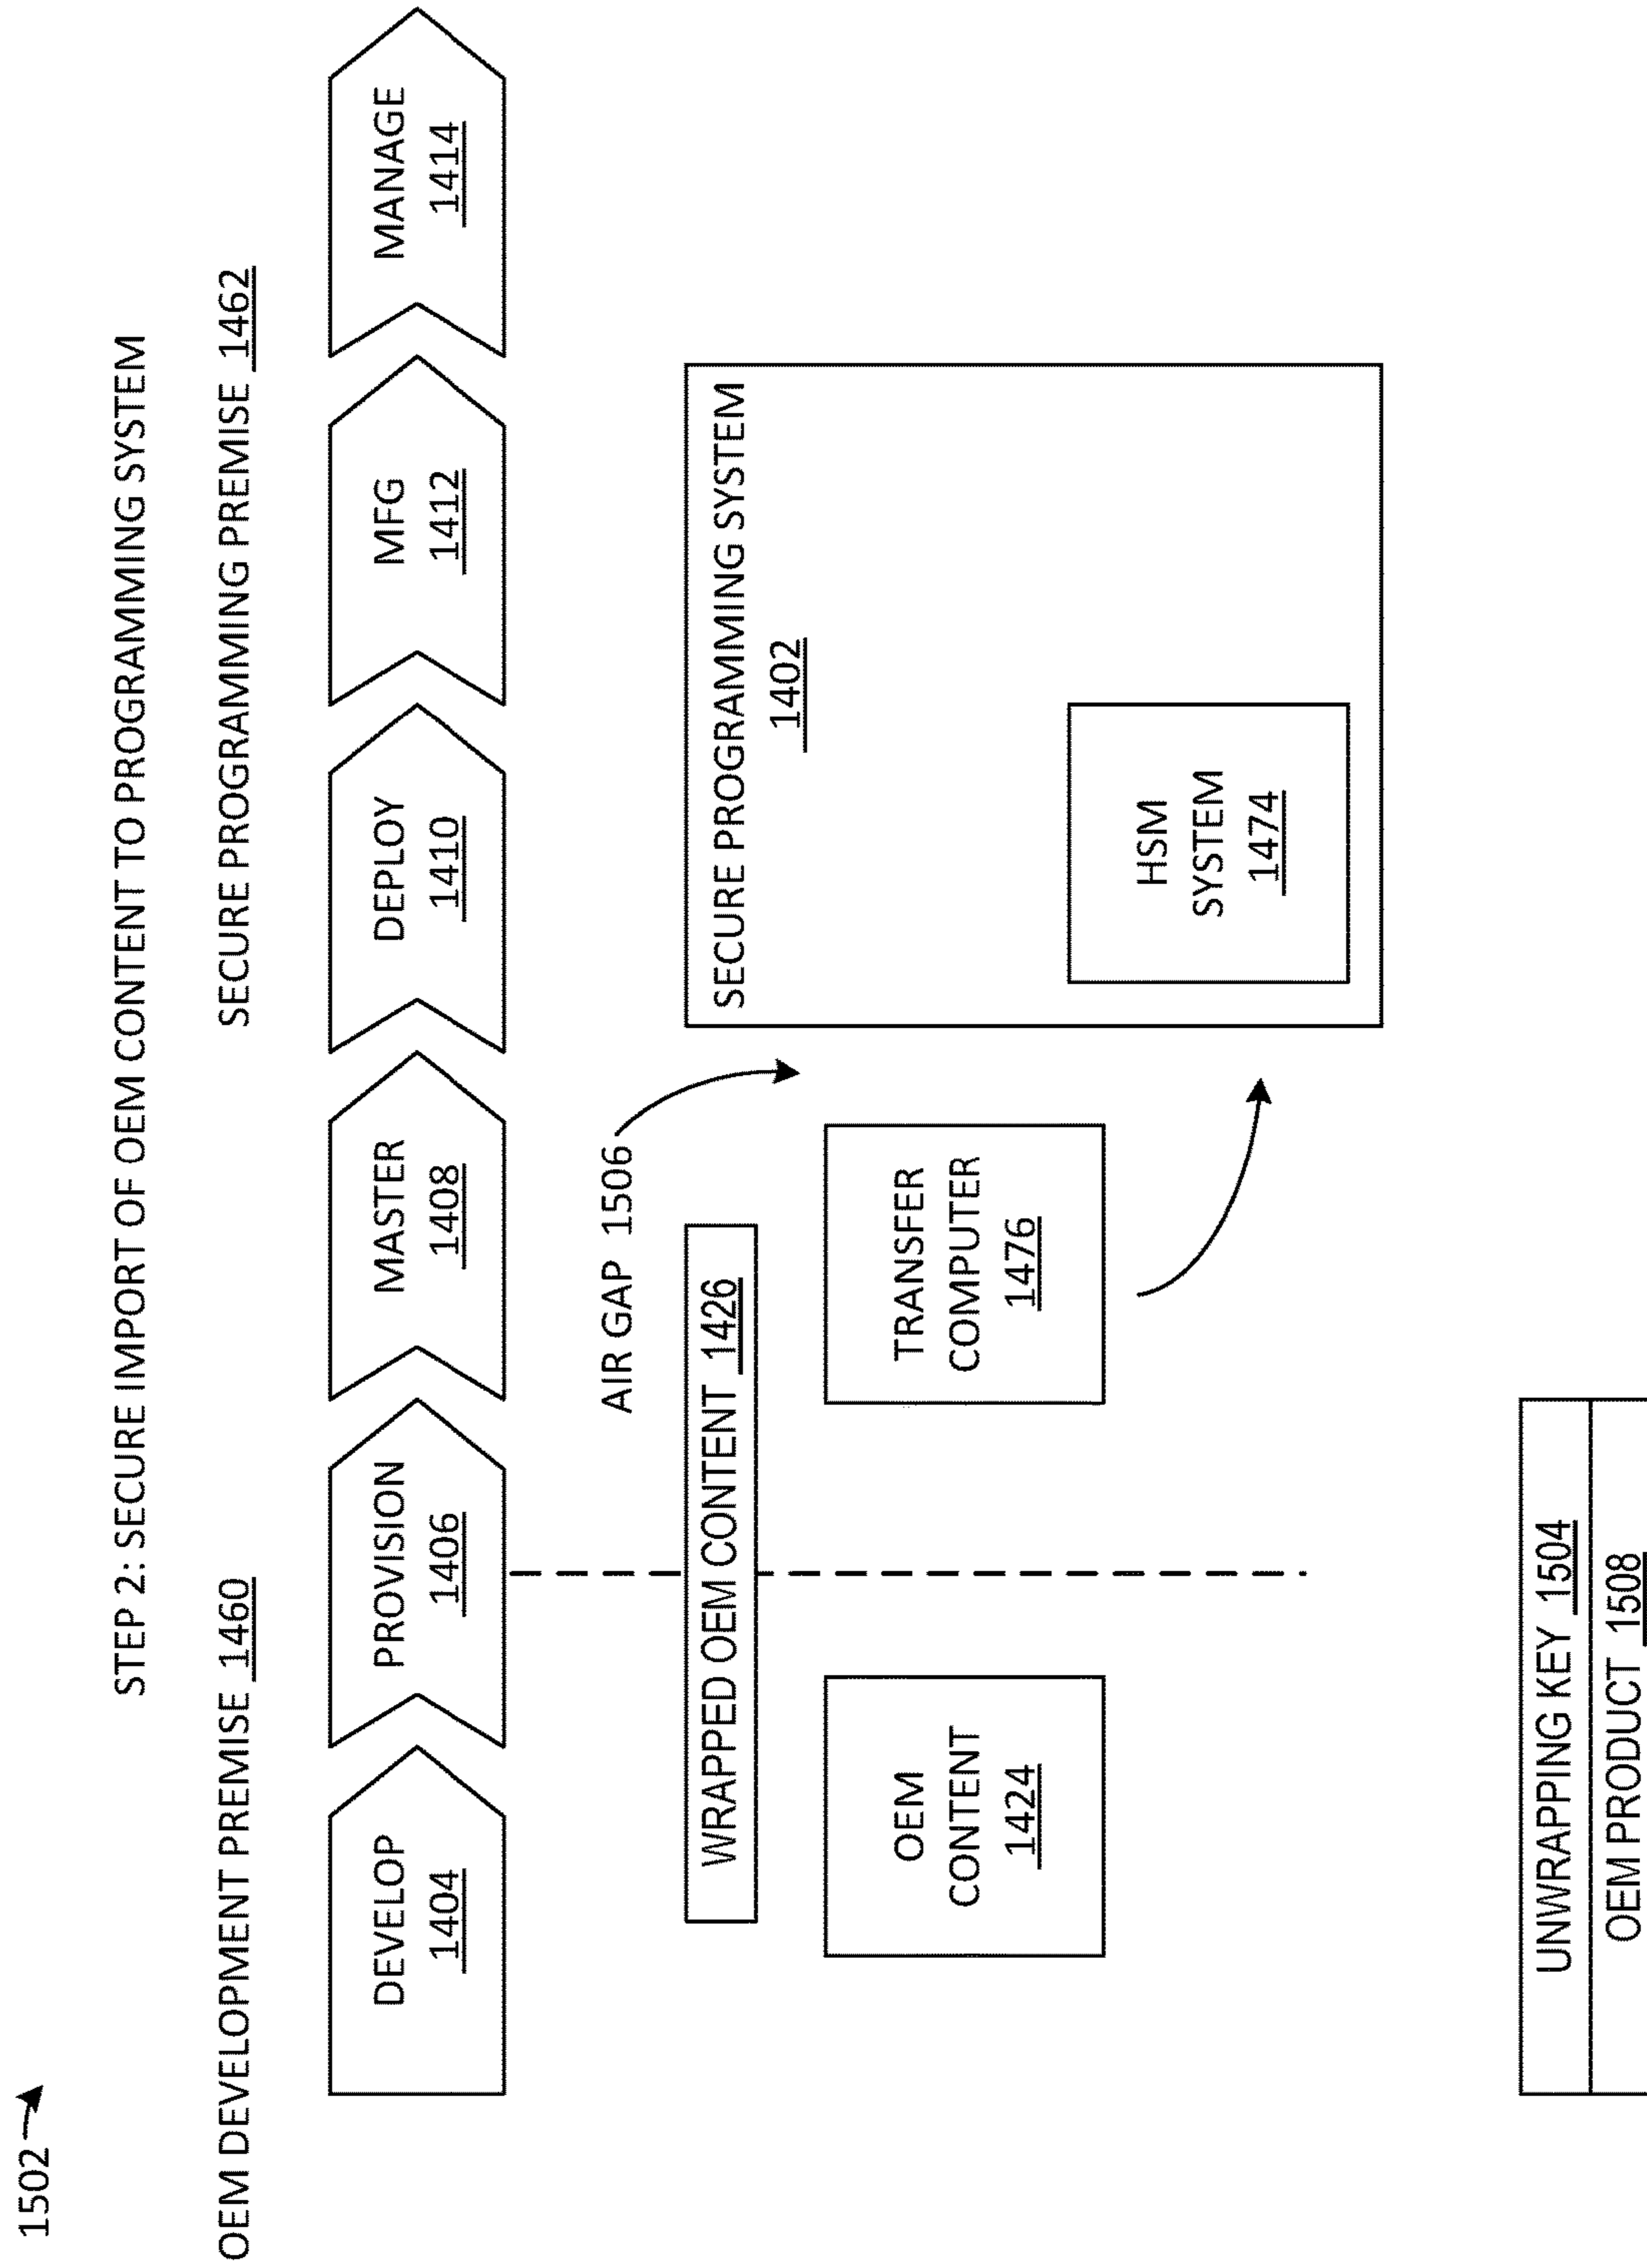 1502
STEP 2: SECURE IMPORT OF OEM CONTENT TO PROGRAMMING SYSTEM
OEM DEVELOPMENT PREMISE 1460
SECURE PROGRAMMING PREMISE 1462
DEVELOP
1404
PROVISION
1406
MASTER
1408
DEPLOY
1410
MFG
1412
MANAGE
1414
AIR GAP 1506
WRAPPED OEM CONTENT 1426
OEM
CONTENT
1424
TRANSFER
COMPUTER
1476
SECURE PROGRAMMING SYSTEM
1402
HSM
SYSTEM
1474
UNWRAPPING KEY 1504
OEM PRODUCT 1508